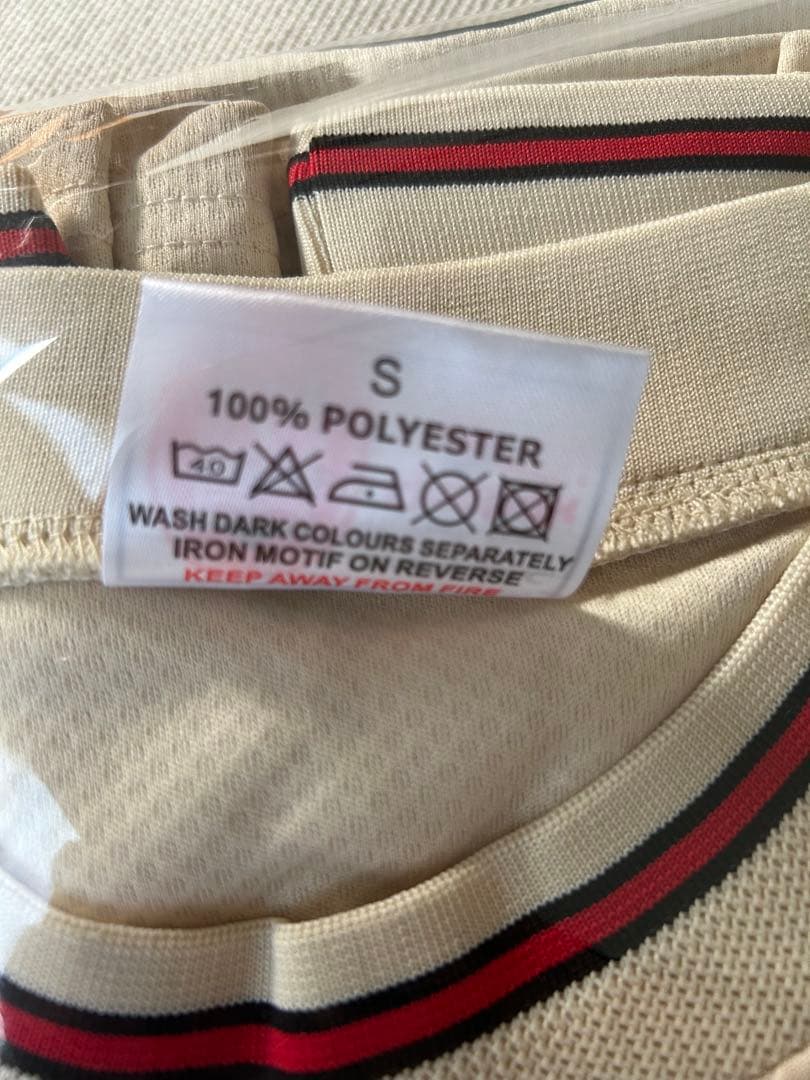 S
100% POLYESTER
40
WASH DARK COLOURS SEPARATELY
IRON MOTIF ON REVERSE
KEEP AWAY FROM FIRE